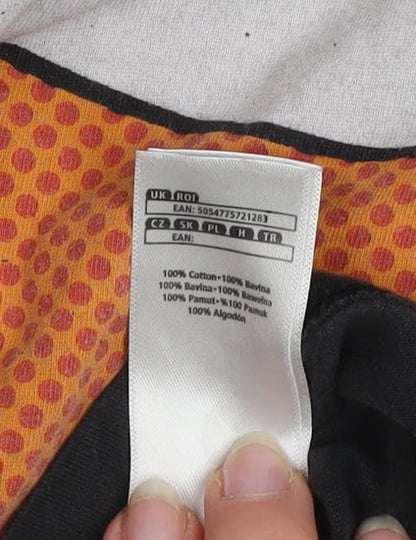 UK ROI
EAN: 5054775721283
CZ SK PL H TR
EAN:
100% Cotton•100% Bavlna
100% Bavlna•100% Bawełna
100% Pamut•%100 Pamuk
100% Algodón